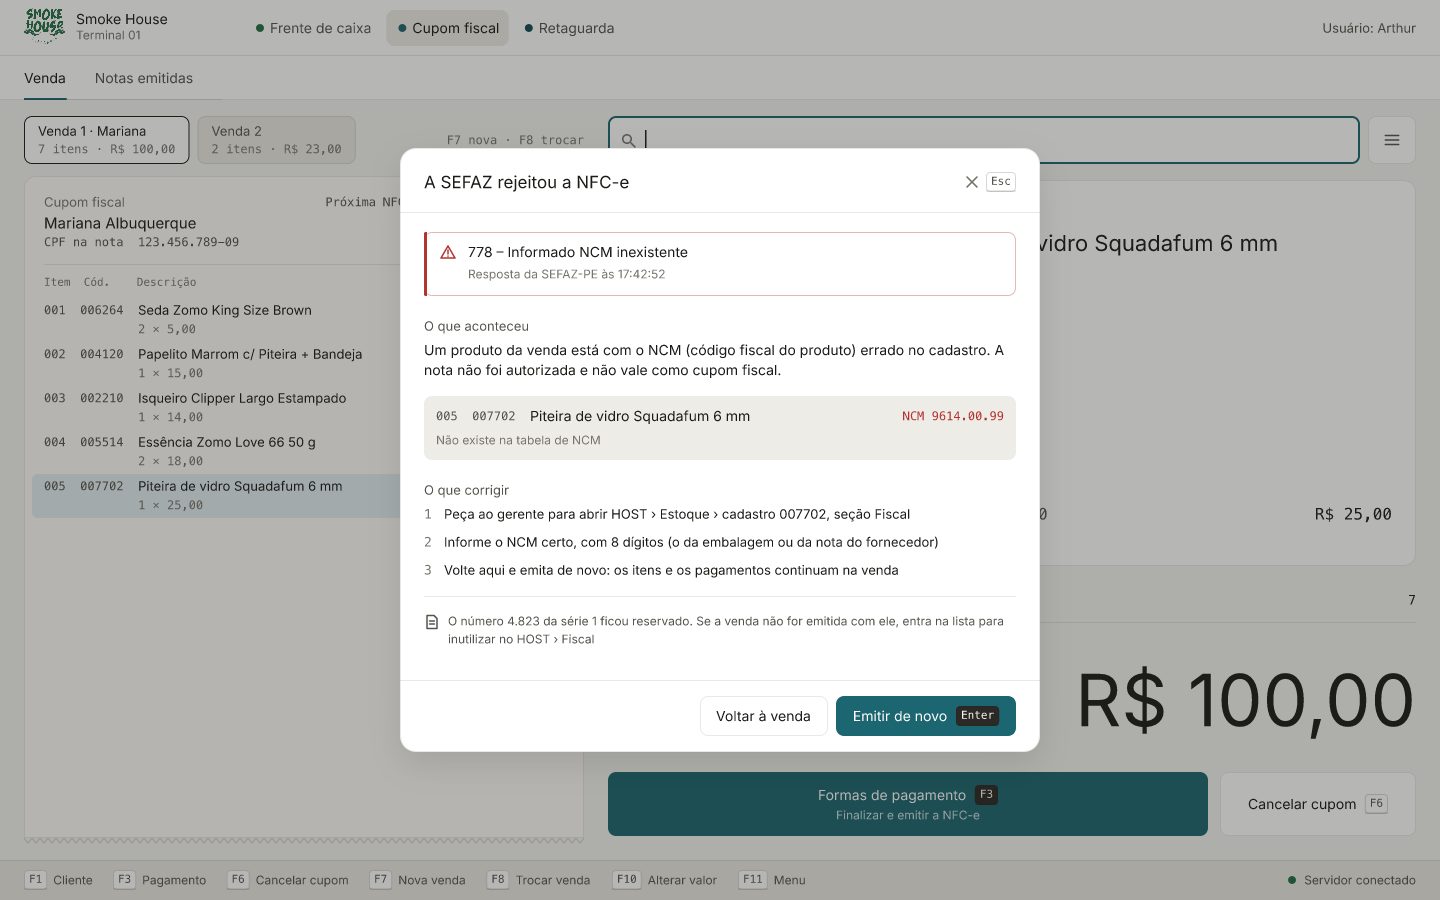 SMOKE HOUSE
Smoke House
Terminal 01
Frente de caixa
Cupom fiscal
Retaguarda
Usuário: Arthur
Venda
Notas emitidas
Venda 1 · Mariana
7 itens · R$ 100,00
Venda 2
2 itens · R$ 23,00
F7 nova · F8 trocar
Cupom fiscal
Próxima NFC
Mariana Albuquerque
CPF na nota 123.456.789-09
Item Cód. Descrição
001 006264 Seda Zomo King Size Brown
2 × 5,00
002 004120 Papelito Marrom c/ Piteira + Bandeja
1 × 15,00
003 002210 Isqueiro Clipper Largo Estampado
1 × 14,00
004 005514 Essência Zomo Love 66 50 g
2 × 18,00
005 007702 Piteira de vidro Squadafum 6 mm
1 × 25,00
A SEFAZ rejeitou a NFC-e
Esc
778 – Informado NCM inexistente
Resposta da SEFAZ-PE às 17:42:52
O que aconteceu
Um produto da venda está com o NCM (código fiscal do produto) errado no cadastro. A
nota não foi autorizada e não vale como cupom fiscal.
005 007702 Piteira de vidro Squadafum 6 mm NCM 9614.00.99
Não existe na tabela de NCM
O que corrigir
1 Peça ao gerente para abrir HOST › Estoque › cadastro 007702, seção Fiscal
2 Informe o NCM certo, com 8 dígitos (o da embalagem ou da nota do fornecedor)
3 Volte aqui e emita de novo: os itens e os pagamentos continuam na venda
O número 4.823 da série 1 ficou reservado. Se a venda não for emitida com ele, entra na lista para
inutilizar no HOST › Fiscal
Voltar à venda
Emitir de novo Enter
vidro Squadafum 6 mm
0 R$ 25,00
7
R$ 100,00
Formas de pagamento F3
Finalizar e emitir a NFC-e
Cancelar cupom F6
F1 Cliente
F3 Pagamento
F6 Cancelar cupom
F7 Nova venda
F8 Trocar venda
F10 Alterar valor
F11 Menu
Servidor conectado